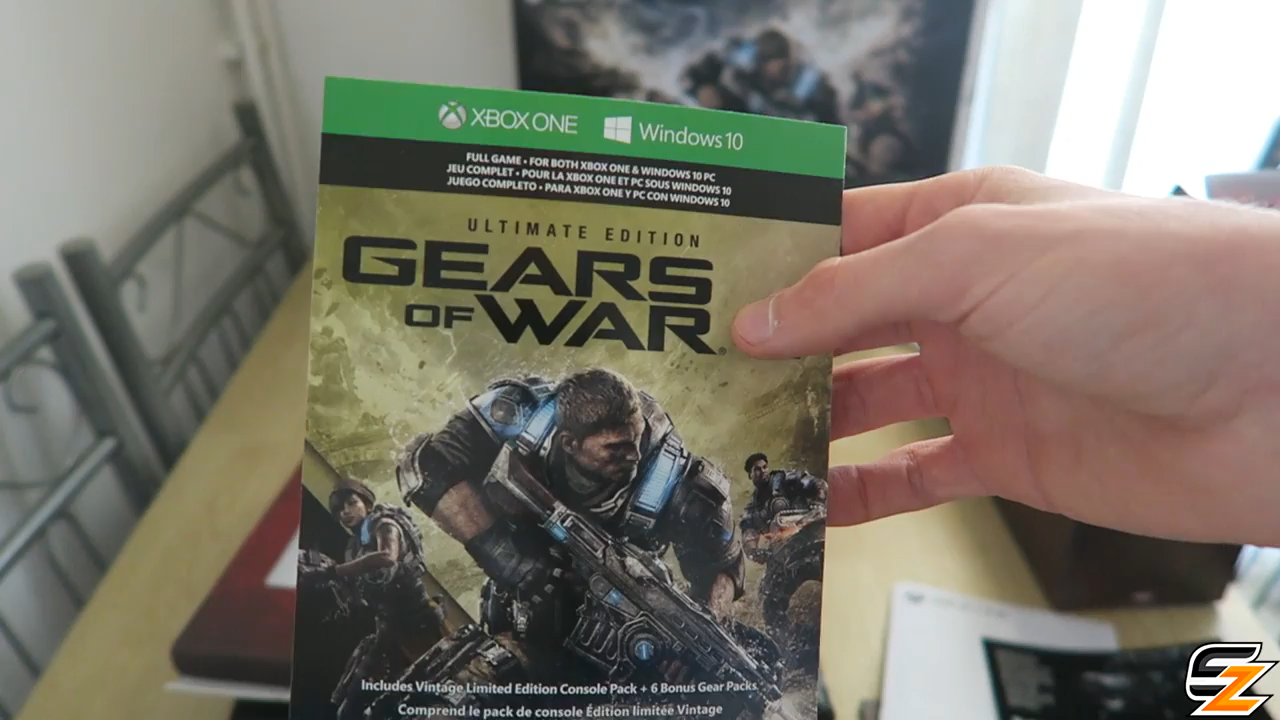 XBOX ONE Windows 10
FULL GAME • FOR BOTH XBOX ONE & WINDOWS 10 PC
JEU COMPLET • POUR LA XBOX ONE ET PC SOUS WINDOWS 10
JUEGO COMPLETO • PARA XBOX ONE Y PC CON WINDOWS 10
ULTIMATE EDITION
GEARS
OF WAR®
Includes Vintage Limited Edition Console Pack + 6 Bonus Gear Packs
Comprend le pack de console Édition limitée Vintage
SZ